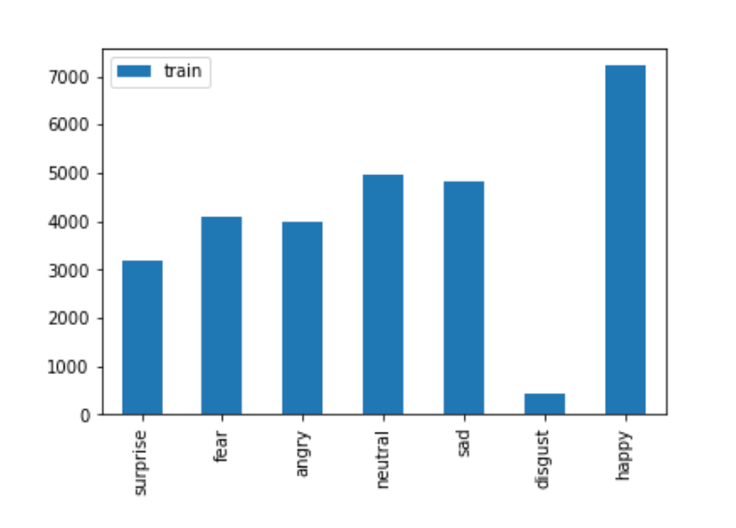 train
7000
6000
5000
4000
3000
2000
1000
0
surprise
fear
angry
neutral
sad
disgust
happy